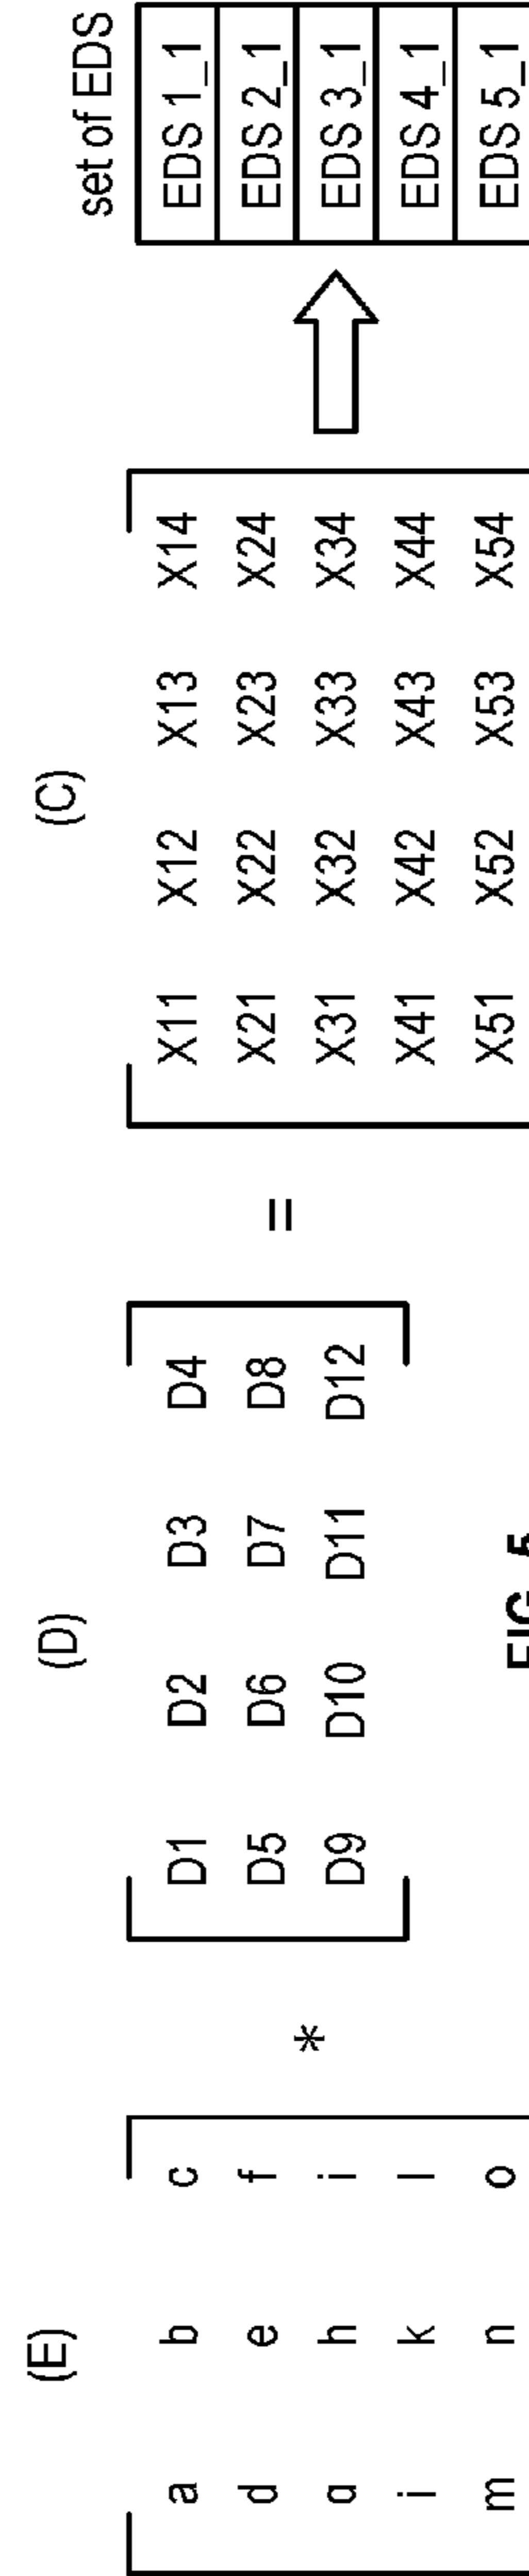 (E) (D) (C) set of EDS
a b c D1 D2 D3 D4 X11 X12 X13 X14 EDS 1_1
d e f * D5 D6 D7 D8 = X21 X22 X23 X24 EDS 2_1
g h i D9 D10 D11 D12 X31 X32 X33 X34 EDS 3_1
j k l X41 X42 X43 X44 EDS 4_1
m n o X51 X52 X53 X54 EDS 5_1
FIG. 5